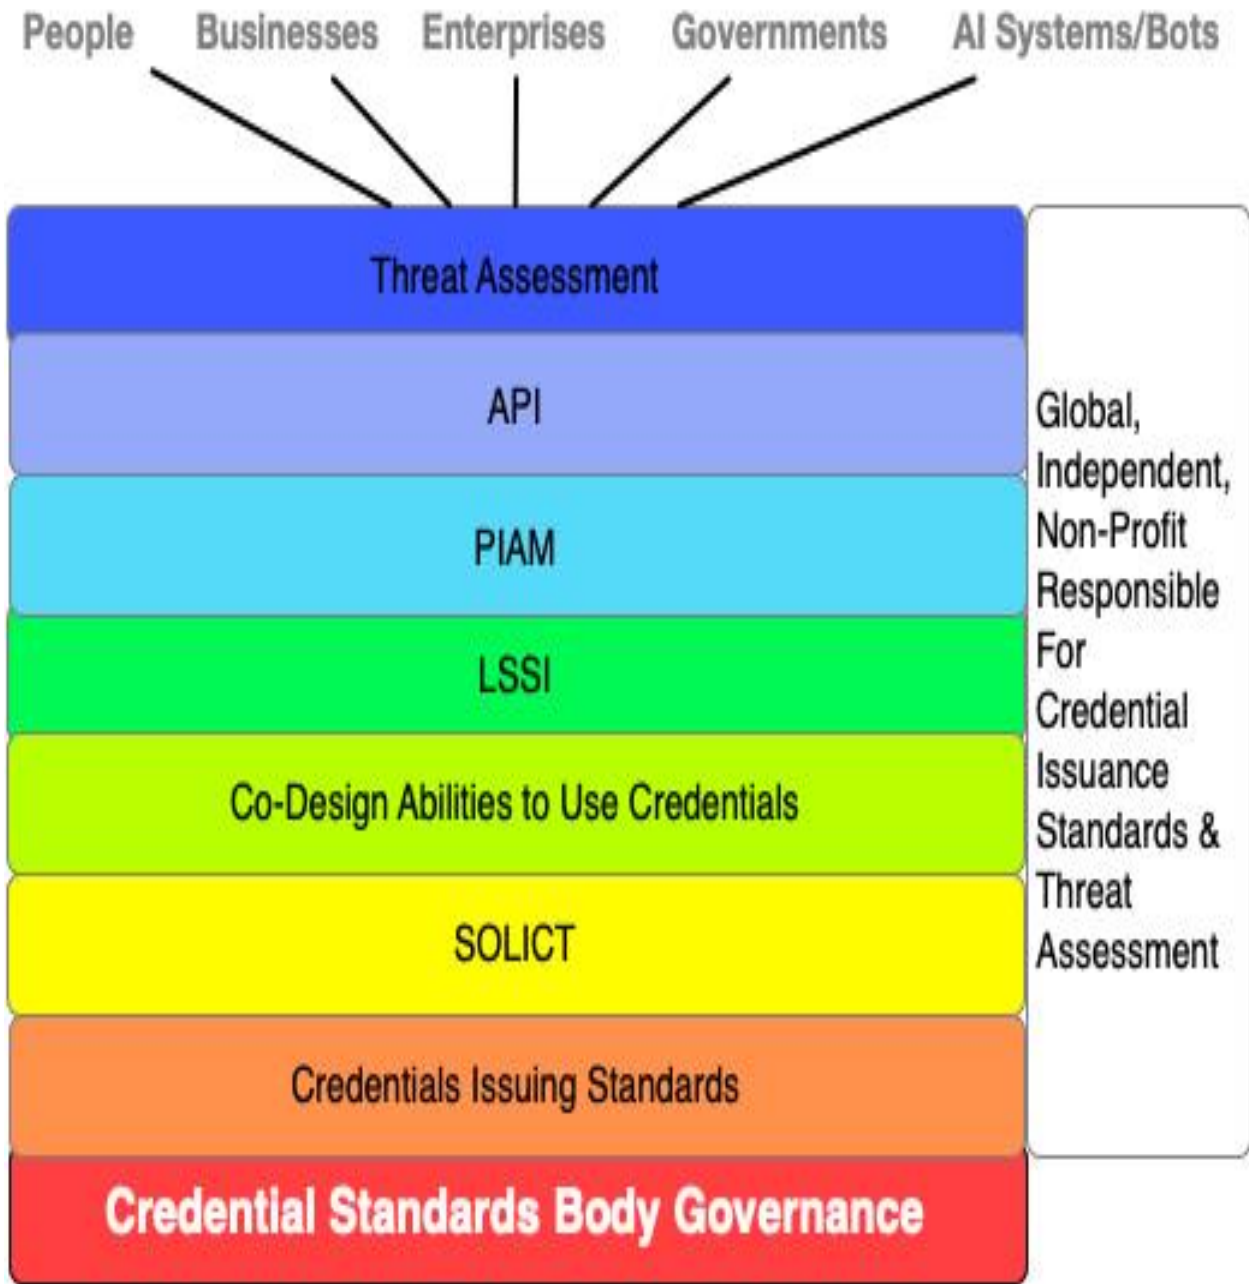 People Businesses Enterprises Governments AI Systems/Bots
Threat Assessment
API
PIAM
LSSI
Co-Design Abilities to Use Credentials
SOLICT
Credentials Issuing Standards
Credential Standards Body Governance
Global,
Independent,
Non-Profit
Responsible
For
Credential
Issuance
Standards &
Threat
Assessment